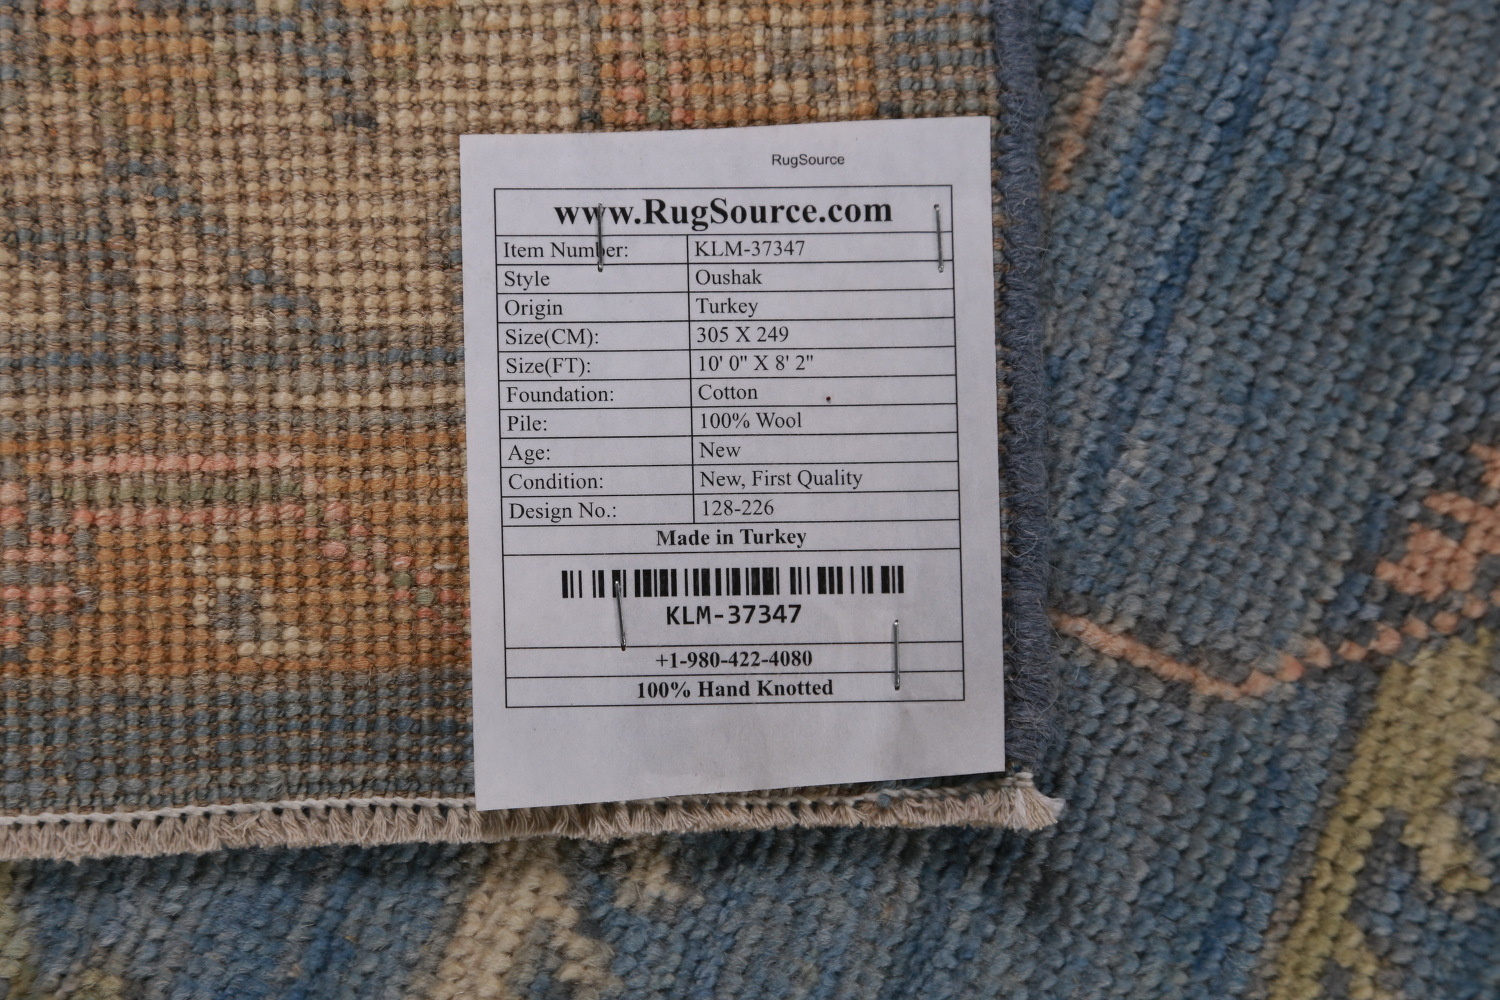 RugSource
www.RugSource.com
Item Number: KLM-37347
Style Oushak
Origin Turkey
Size(CM): 305 X 249
Size(FT): 10' 0" X 8' 2"
Foundation: Cotton
Pile: 100% Wool
Age: New
Condition: New, First Quality
Design No.: 128-226
Made in Turkey
KLM-37347
+1-980-422-4080
100% Hand Knotted